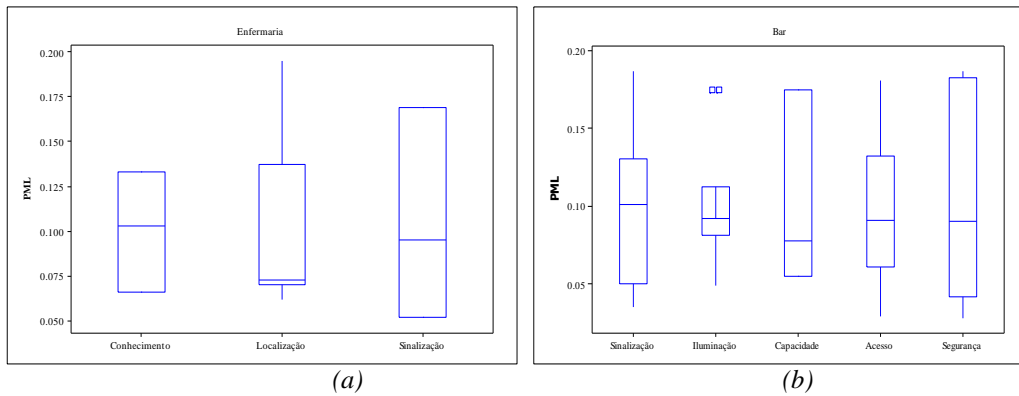 Enfermaria
0.200
0.175
0.150
0.125
0.100
0.075
0.050
PML
Conhecimento Localização Sinalização
(a)
Bar
0.20
0.15
0.10
0.05
PML
Sinalização Iluminação Capacidade Acesso Segurança
(b)